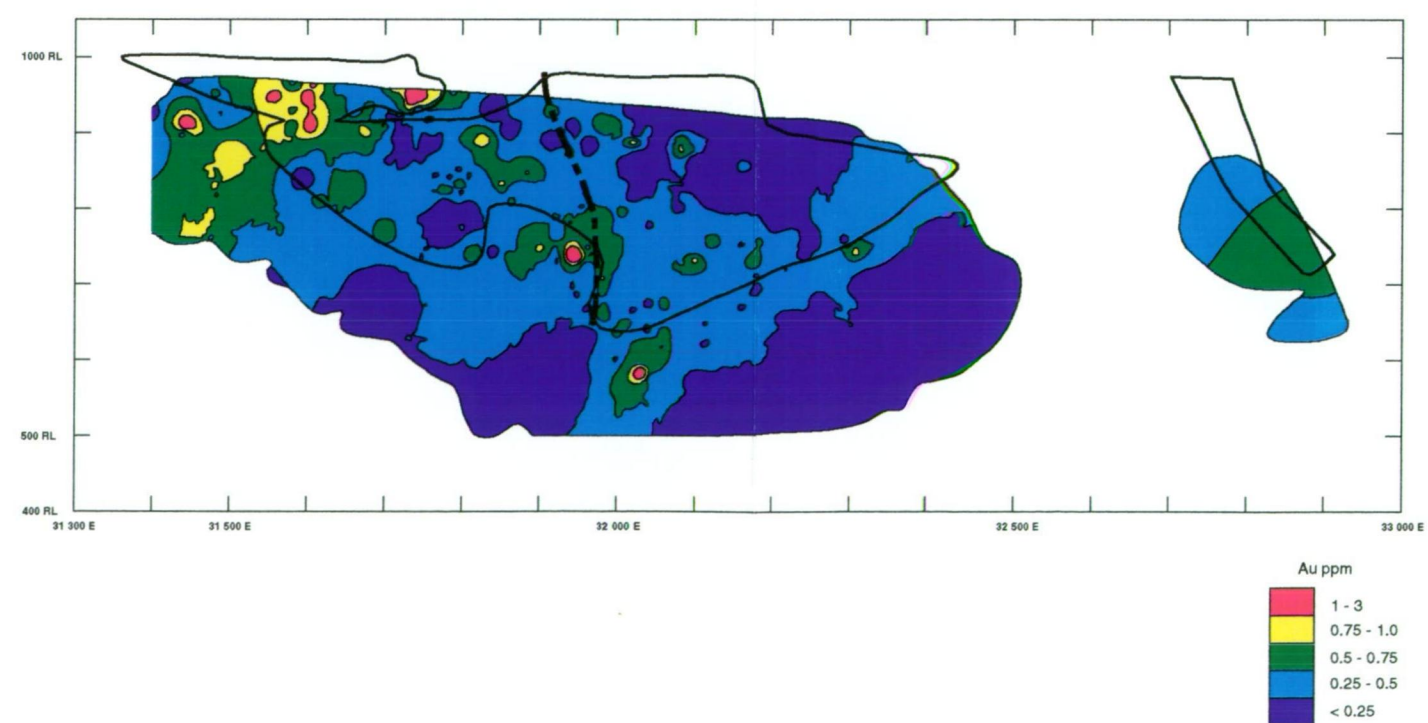 1000 RL
500 RL
400 RL
31 300 E
31 500 E
32 000 E
32 500 E
33 000 E
Au ppm
1 - 3
0.75 - 1.0
0.5 - 0.75
0.25 - 0.5
< 0.25